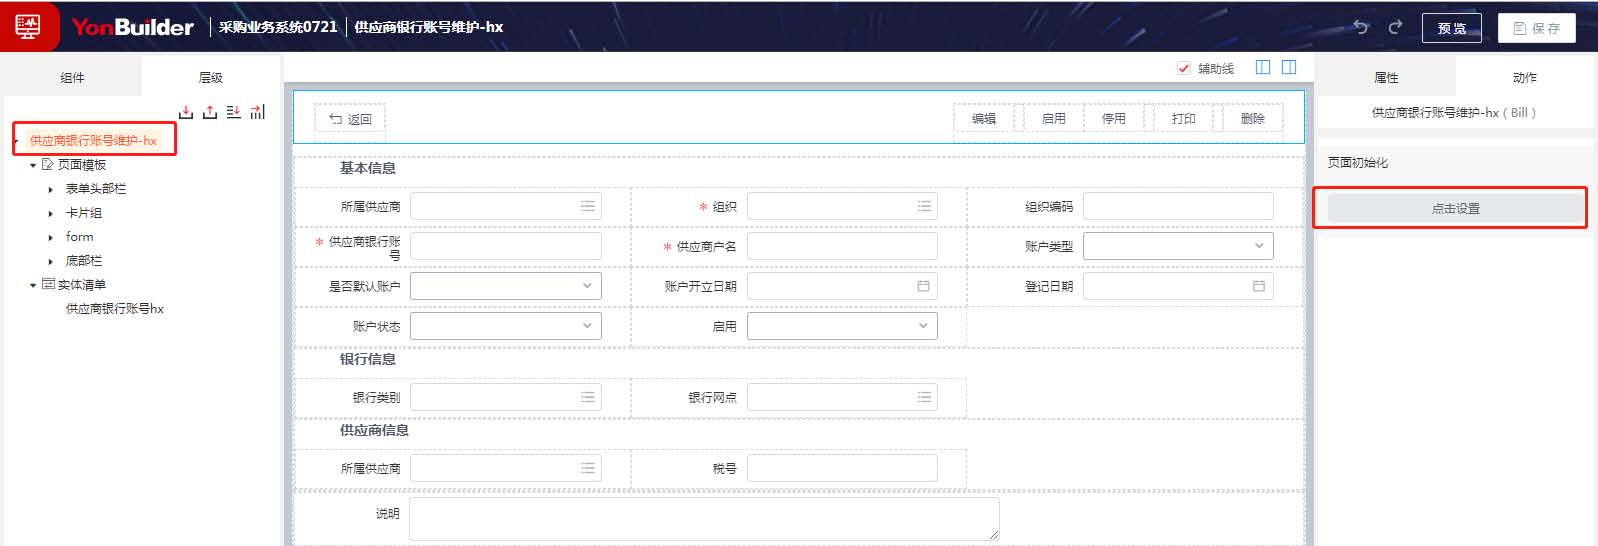 YonBuilder 采购业务系统0721 供应商银行账号维护-hx 预览 保存
组件 层级 辅助线 属性 动作
供应商银行账号维护-hx ( Bill )
返回 编辑 启用 停用 打印 删除
供应商银行账号维护-hx
页面模板
表单头部栏
卡片组
form
底部栏
实体清单
供应商银行账号hx
基本信息
所属供应商 * 组织 组织编码
* 供应商银行账号 * 供应商户名 账户类型
是否默认账户 账户开立日期 登记日期
账户状态 启用
银行信息
银行类别 银行网点
供应商信息
所属供应商 税号
说明
页面初始化
点击设置